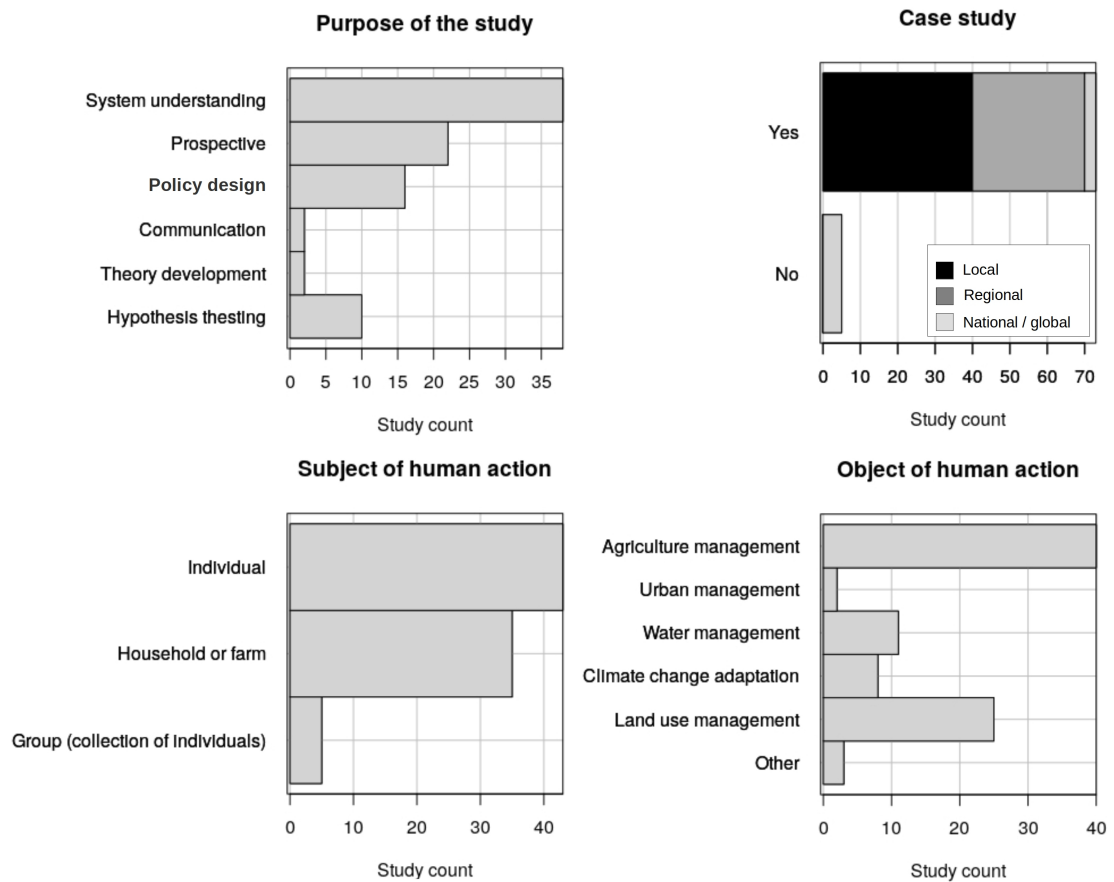 Purpose of the study
System understanding
Prospective
Policy design
Communication
Theory development
Hypothesis thesting
0 5 10 15 20 25 30 35
Study count
Case study
Yes
No
Local
Regional
National / global
0 10 20 30 40 50 60 70
Study count
Subject of human action
Individual
Household or farm
Group (collection of individuals)
0 10 20 30 40
Study count
Object of human action
Agriculture management
Urban management
Water management
Climate change adaptation
Land use management
Other
0 10 20 30 40
Study count